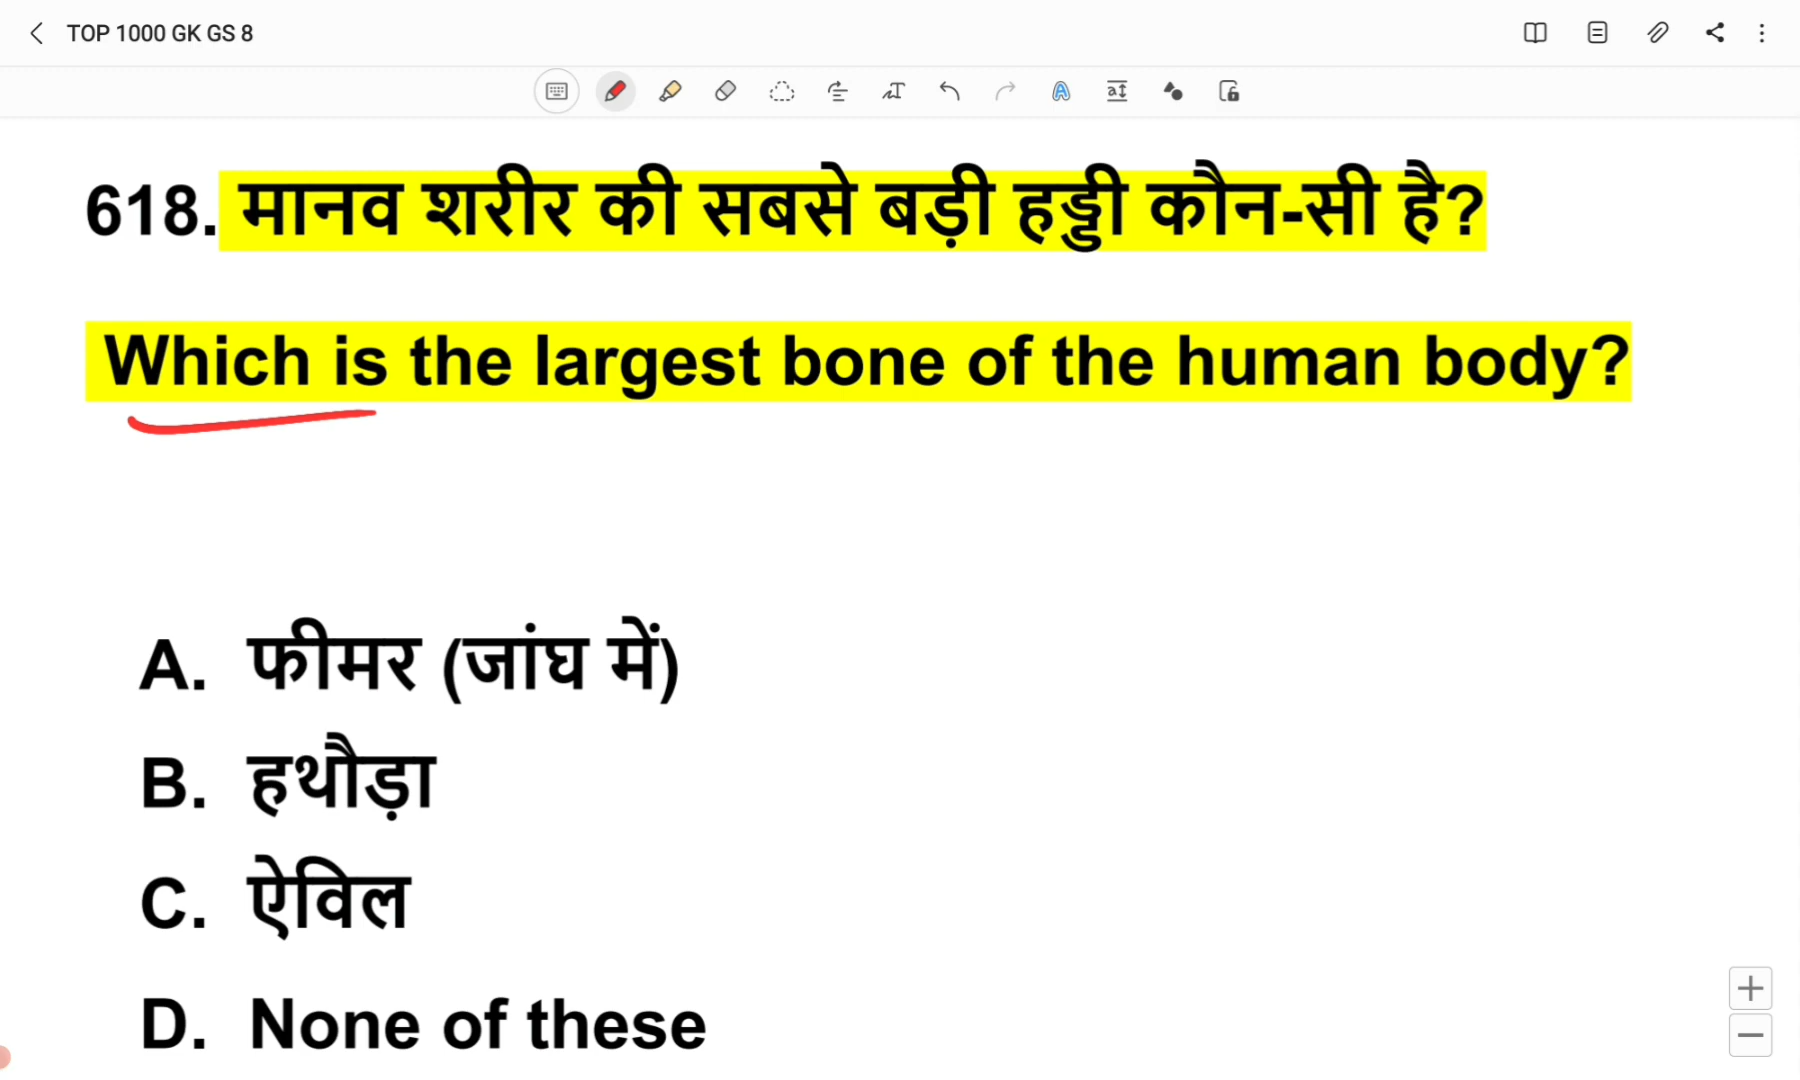 TOP 1000 GK GS 8
618. मानव शरीर की सबसे बड़ी हड्डी कौन-सी है?
Which is the largest bone of the human body?
A. फीमर (जांघ में)
B. हथौड़ा
C. ऐविल
D. None of these